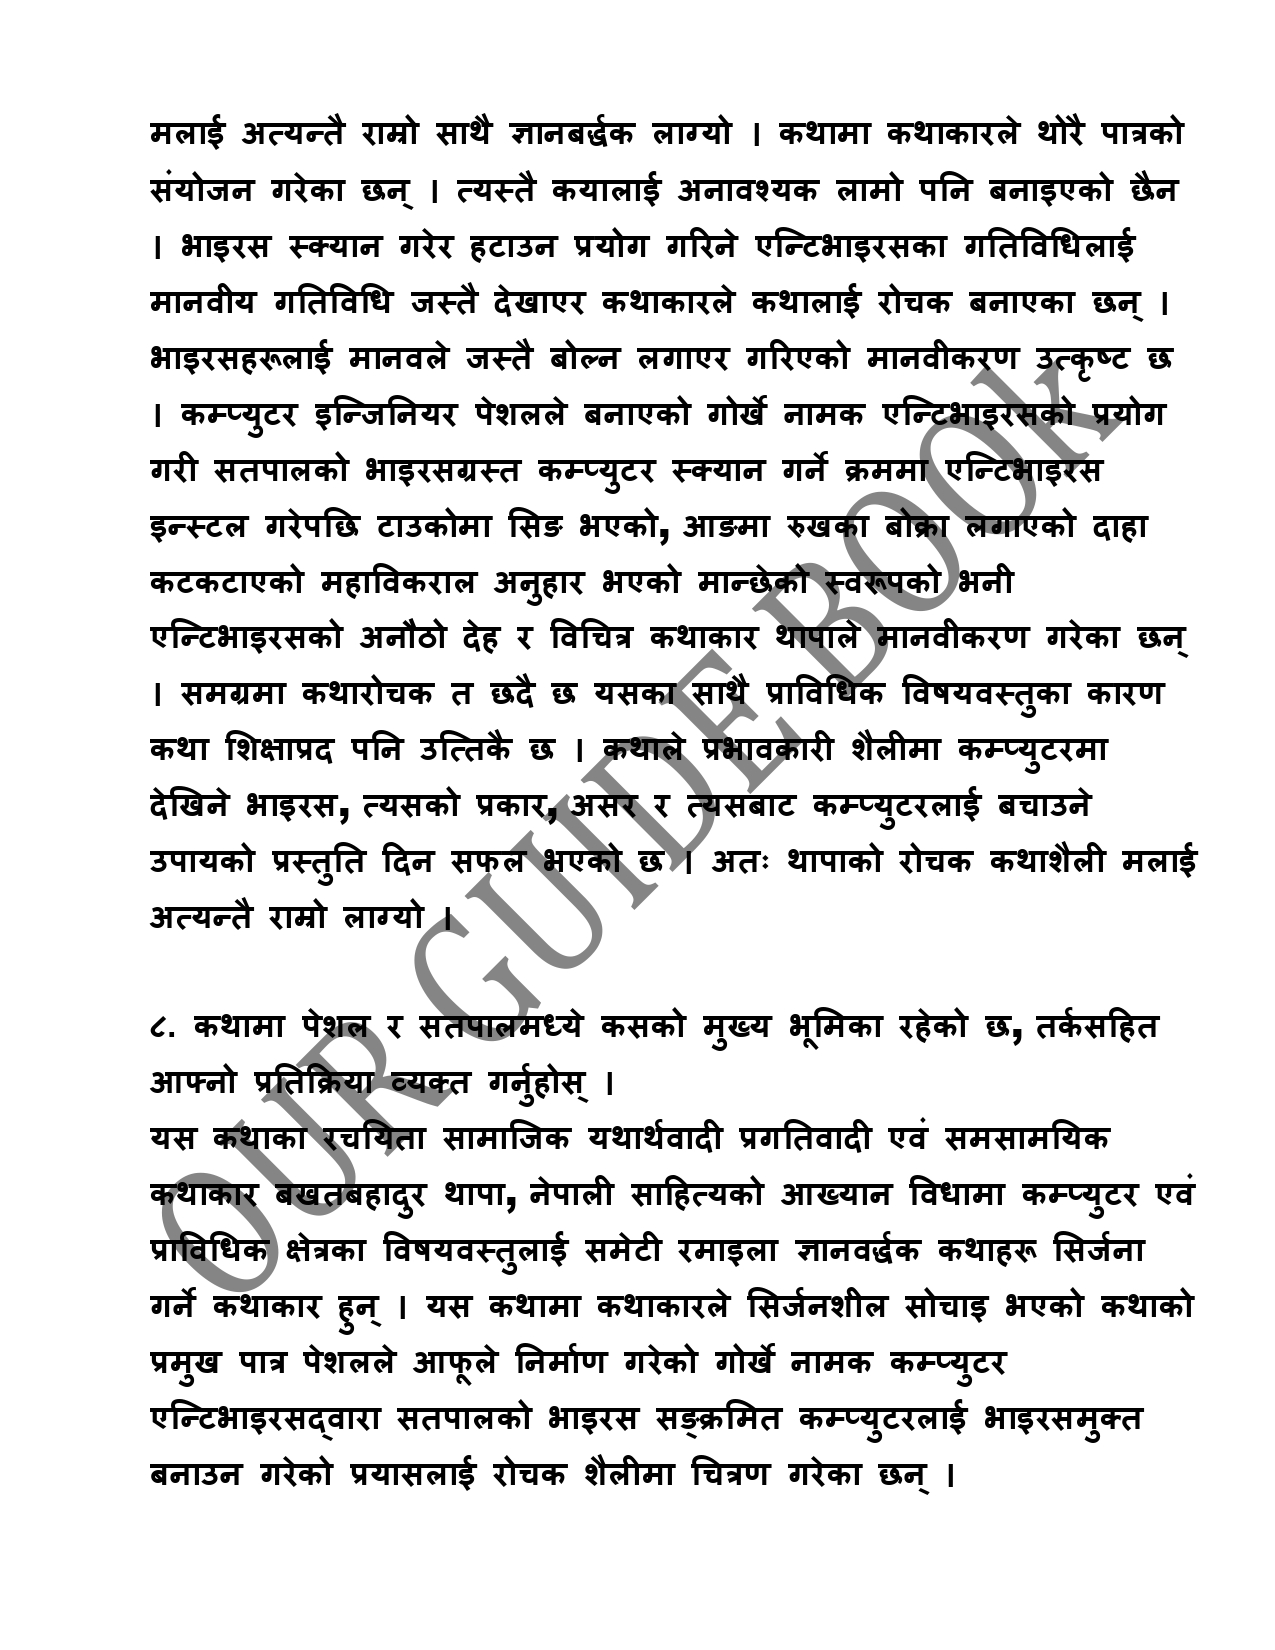 मलाई अत्यन्तै राम्रो साथै ज्ञानबर्द्धक लाग्यो । कथामा कथाकारले थोरै पात्रको
संयोजन गरेका छन् । त्यस्तै कयालाई अनावश्यक लामो पनि बनाइएको छैन
। भाइरस स्क्यान गरेर हटाउन प्रयोग गरिने एन्टिभाइरसका गतिविधिलाई
मानवीय गतिविधि जस्तै देखाएर कथाकारले कथालाई रोचक बनाएका छन् ।
भाइरसहरूलाई मानवले जस्तै बोल्न लगाएर गरिएको मानवीकरण उत्कृष्ट छ
। कम्प्युटर इन्जिनियर पेशलले बनाएको गोर्खे नामक एन्टिभाइरसको प्रयोग
गरी सतपालको भाइरसग्रस्त कम्प्युटर स्क्यान गर्ने क्रममा एन्टिभाइरस
इन्स्टल गरेपछि टाउकोमा सिङ भएको, आङमा रुखका बोक्रा लगाएको दाहा
कटकटाएको महाविकराल अनुहार भएको मान्छेको स्वरूपको भनी
एन्टिभाइरसको अनौठो देह र विचित्र कथाकार थापाले मानवीकरण गरेका छन्
। समग्रमा कथारोचक त छदै छ यसका साथै प्राविधिक विषयवस्तुका कारण
कथा शिक्षाप्रद पनि उत्तिकै छ । कथाले प्रभावकारी शैलीमा कम्प्युटरमा
देखिने भाइरस, त्यसको प्रकार, असर र त्यसबाट कम्प्युटरलाई बचाउने
उपायको प्रस्तुति दिन सफल भएको छ । अतः थापाको रोचक कथाशैली मलाई
अत्यन्तै राम्रो लाग्यो ।
८. कथामा पेशल र सतपालमध्ये कसको मुख्य भूमिका रहेको छ, तर्कसहित
आफ्नो प्रतिक्रिया व्यक्त गर्नुहोस् ।
यस कथाका रचयिता सामाजिक यथार्थवादी प्रगतिवादी एवं समसामयिक
कथाकार बखतबहादुर थापा, नेपाली साहित्यको आख्यान विधामा कम्प्युटर एवं
प्राविधिक क्षेत्रका विषयवस्तुलाई समेटी रमाइला ज्ञानवर्द्धक कथाहरू सिर्जना
गर्ने कथाकार हुन् । यस कथामा कथाकारले सिर्जनशील सोचाइ भएको कथाको
प्रमुख पात्र पेशलले आफूले निर्माण गरेको गोर्खे नामक कम्प्युटर
एन्टिभाइरसद्वारा सतपालको भाइरस सङ्क्रमित कम्प्युटरलाई भाइरसमुक्त
बनाउन गरेको प्रयासलाई रोचक शैलीमा चित्रण गरेका छन् ।
OUR GUIDE BOOk